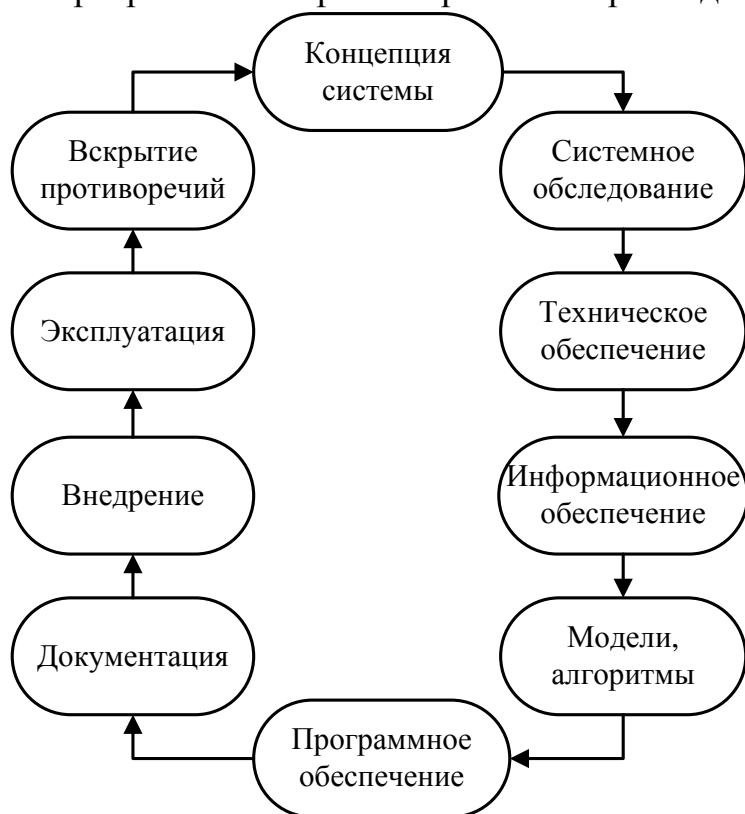 Концепция
системы
Системное
обследование
Техническое
обеспечение
Информационное
обеспечение
Модели,
алгоритмы
Программное
обеспечение
Документация
Внедрение
Эксплуатация
Вскрытие
противоречий